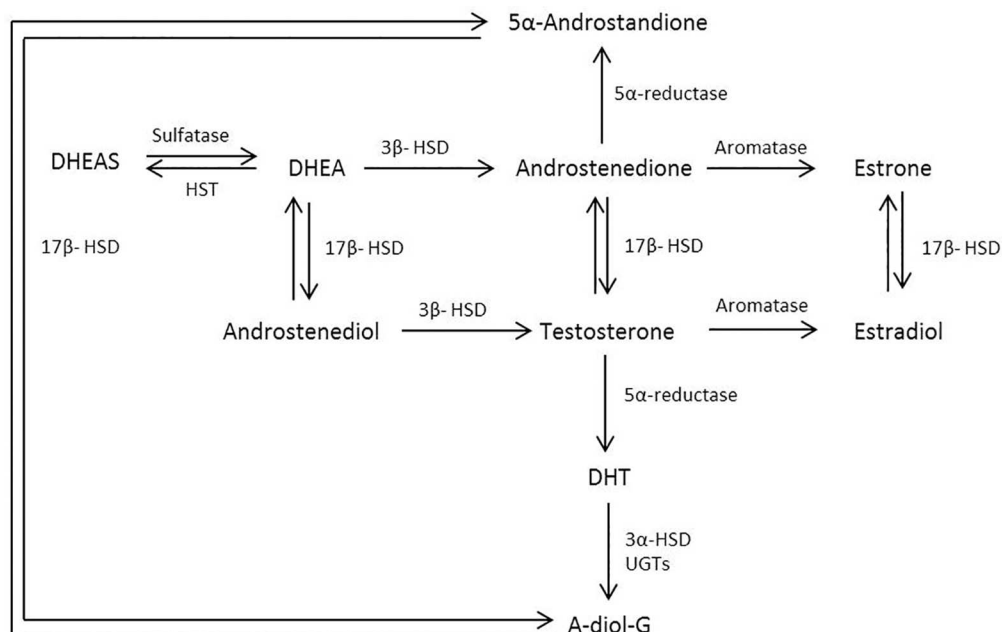 5α-Androstandione
5α-reductase
Sulfatase
DHEAS
HST
DHEA
3β- HSD
Androstenedione
Aromatase
Estrone
17β- HSD
17β- HSD
17β- HSD
17β- HSD
Androstenediol
3β- HSD
Testosterone
Aromatase
Estradiol
5α-reductase
DHT
3α-HSD
UGTs
A-diol-G